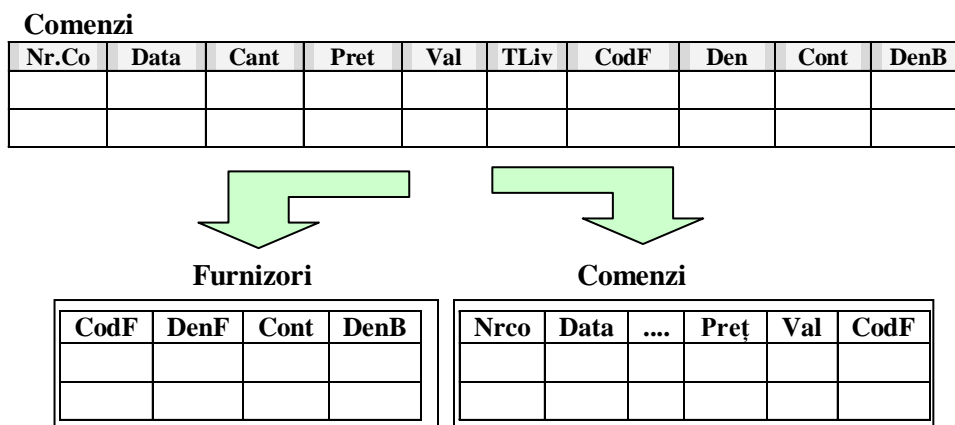 Comenzi
Nr.Co Data Cant Pret Val TLiv CodF Den Cont DenB
Furnizori Comenzi
CodF DenF Cont DenB Nrco Data .... Preț Val CodF